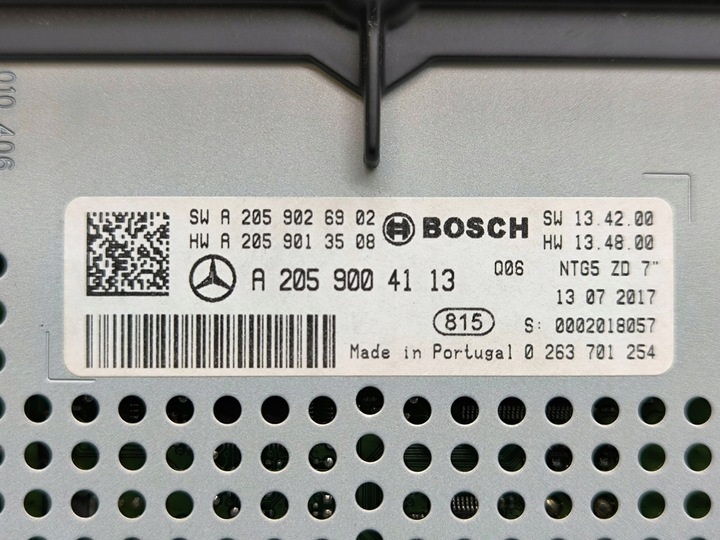 010 406
SW A 205 902 69 02
HW A 205 901 35 08
BOSCH
SW 13.42.00
HW 13.48.00
A 205 900 41 13
Q06 NTG5 ZD 7"
13 07 2017
815 S: 0002018057
Made in Portugal 0 263 701 254